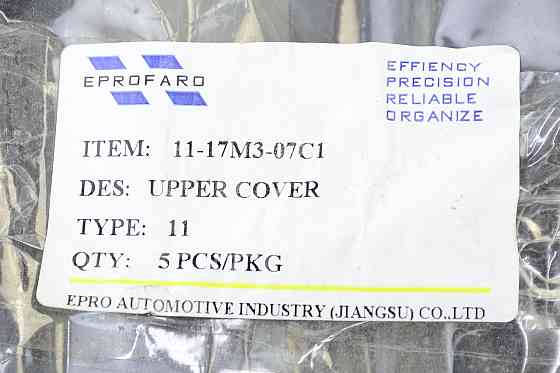 EPROFARO
EFFIENCY
PRECISION
RELIABLE
ORGANIZE
ITEM: 11-17M3-07C1
DES: UPPER COVER
TYPE: 11
QTY: 5 PCS/PKG
EPRO AUTOMOTIVE INDUSTRY (JIANGSU) CO.,LTD